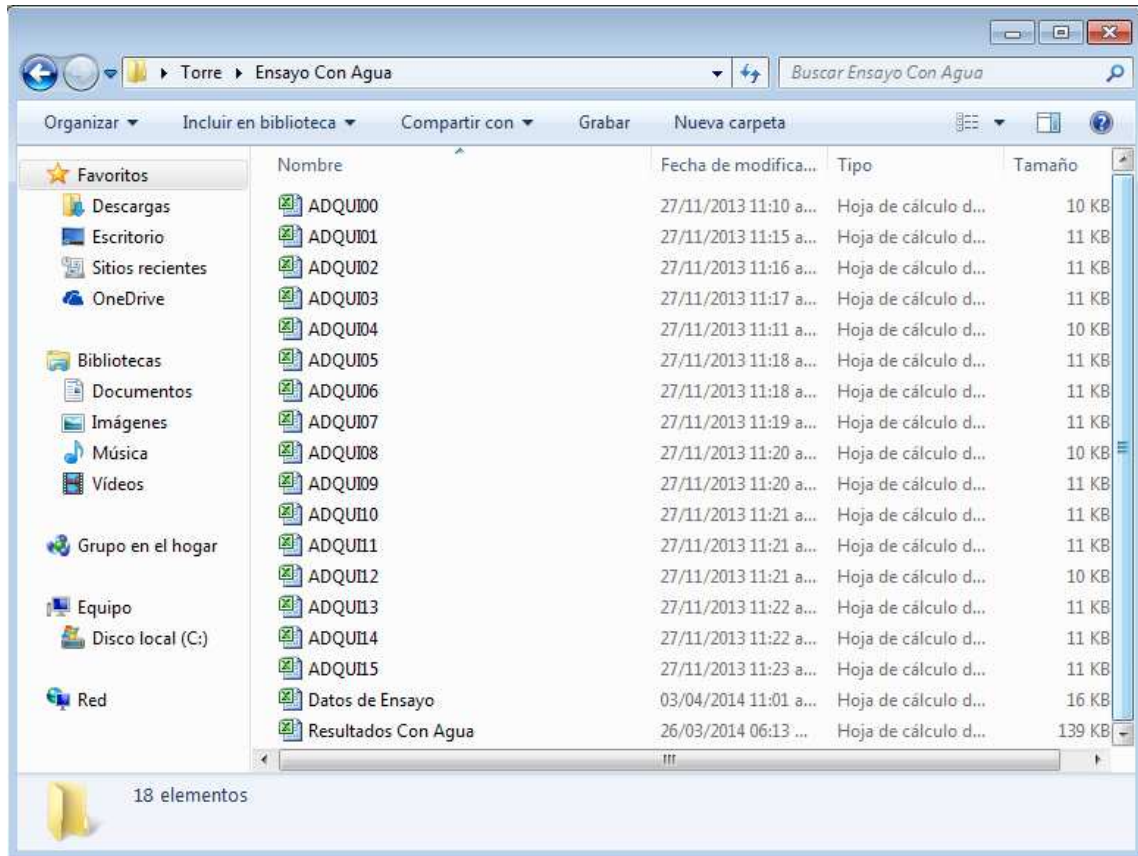 Torre Ensayo Con Agua Buscar Ensayo Con Agua
Organizar Incluir en biblioteca Compartir con Grabar Nueva carpeta
Favoritos
Descargas
Escritorio
Sitios recientes
OneDrive
Bibliotecas
Documentos
Imágenes
Música
Vídeos
Grupo en el hogar
Equipo
Disco local (C:)
Red
Nombre Fecha de modifica... Tipo Tamaño
ADQUI00 27/11/2013 11:10 a... Hoja de cálculo d... 10 KB
ADQUI01 27/11/2013 11:15 a... Hoja de cálculo d... 11 KB
ADQUI02 27/11/2013 11:16 a... Hoja de cálculo d... 11 KB
ADQUI03 27/11/2013 11:17 a... Hoja de cálculo d... 11 KB
ADQUI04 27/11/2013 11:11 a... Hoja de cálculo d... 10 KB
ADQUI05 27/11/2013 11:18 a... Hoja de cálculo d... 11 KB
ADQUI06 27/11/2013 11:18 a... Hoja de cálculo d... 11 KB
ADQUI07 27/11/2013 11:19 a... Hoja de cálculo d... 11 KB
ADQUI08 27/11/2013 11:20 a... Hoja de cálculo d... 10 KB
ADQUI09 27/11/2013 11:20 a... Hoja de cálculo d... 11 KB
ADQUI10 27/11/2013 11:21 a... Hoja de cálculo d... 11 KB
ADQUI11 27/11/2013 11:21 a... Hoja de cálculo d... 11 KB
ADQUI12 27/11/2013 11:21 a... Hoja de cálculo d... 10 KB
ADQUI13 27/11/2013 11:22 a... Hoja de cálculo d... 11 KB
ADQUI14 27/11/2013 11:22 a... Hoja de cálculo d... 11 KB
ADQUI15 27/11/2013 11:23 a... Hoja de cálculo d... 11 KB
Datos de Ensayo 03/04/2014 11:01 a... Hoja de cálculo d... 16 KB
Resultados Con Agua 26/03/2014 06:13 ... Hoja de cálculo d... 139 KB
18 elementos